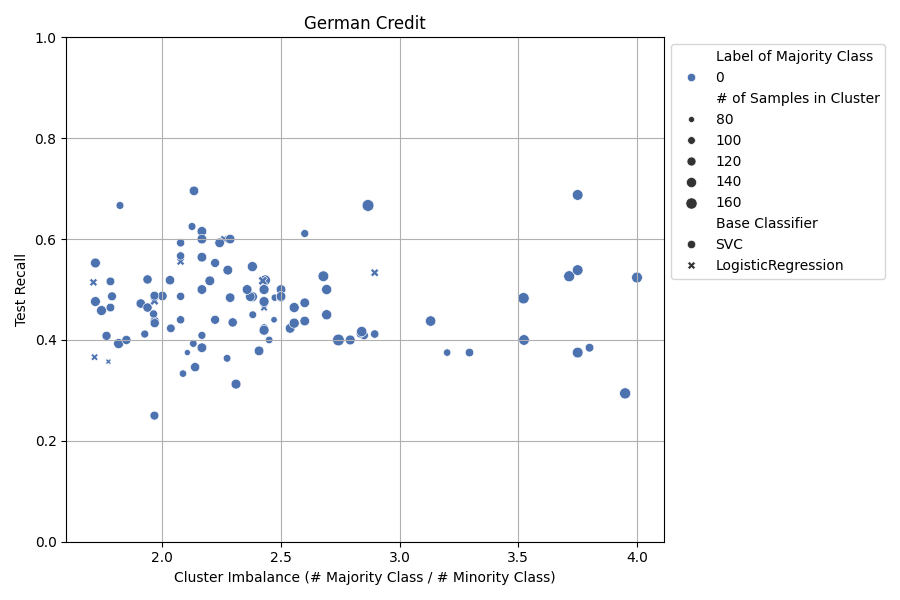 German Credit
1.0
0.8
0.6
0.4
0.2
0.0
Test Recall
2.0
2.5
3.0
3.5
4.0
Cluster Imbalance (# Majority Class / # Minority Class)
Label of Majority Class
0
# of Samples in Cluster
80
100
120
140
160
Base Classifier
SVC
LogisticRegression